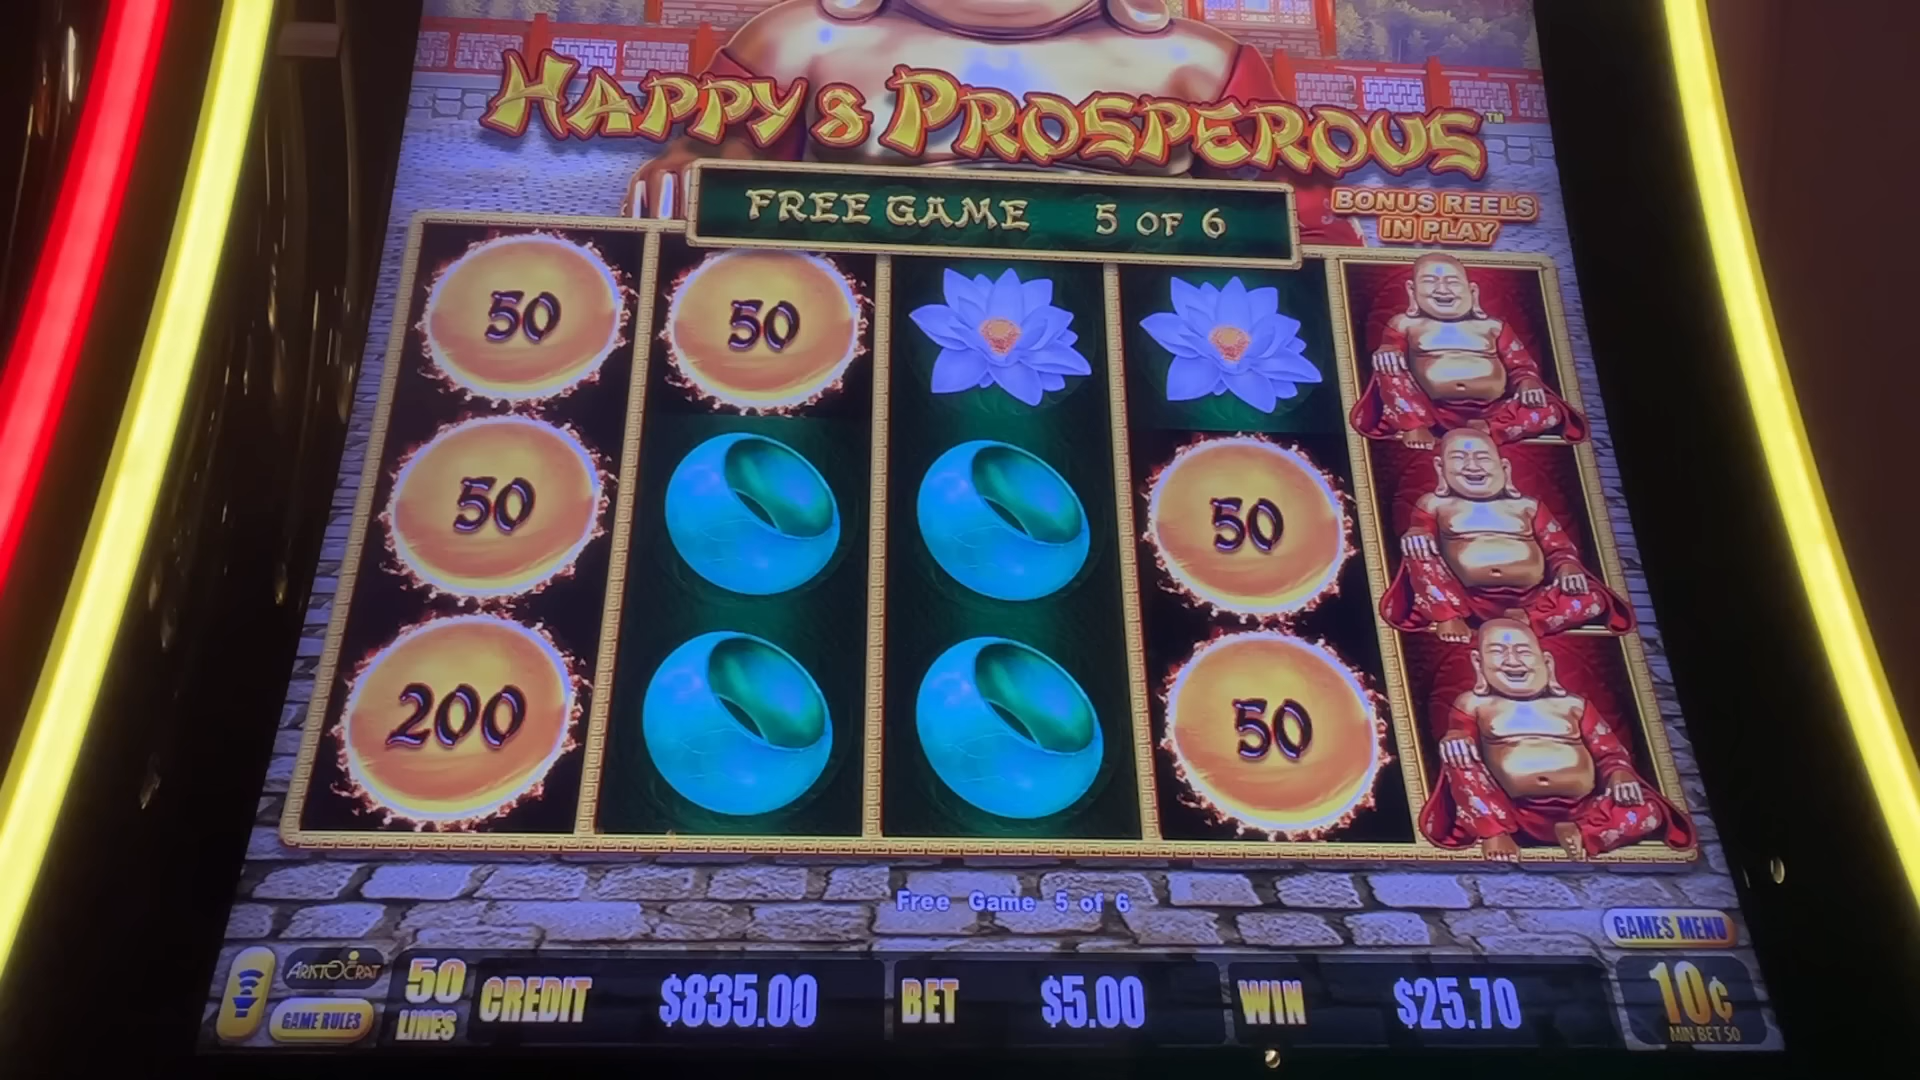 HAPPY & PROSPEROUS™
FREE GAME 5 OF 6
BONUS REELS
IN PLAY
50 50
50 50
200 50
Free Game 5 of 6
GAMES MENU
ARISTOCRAT
GAME RULES
50 LINES
CREDIT $835.00 BET $5.00 WIN $25.70
10¢
MIN BET 50